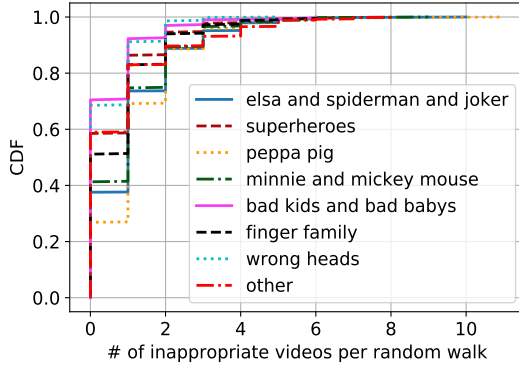 1.0
0.8
0.6
0.4
0.2
0.0
CDF
elsa and spiderman and joker
superheroes
peppa pig
minnie and mickey mouse
bad kids and bad babys
finger family
wrong heads
other
0 2 4 6 8 10
# of inappropriate videos per random walk